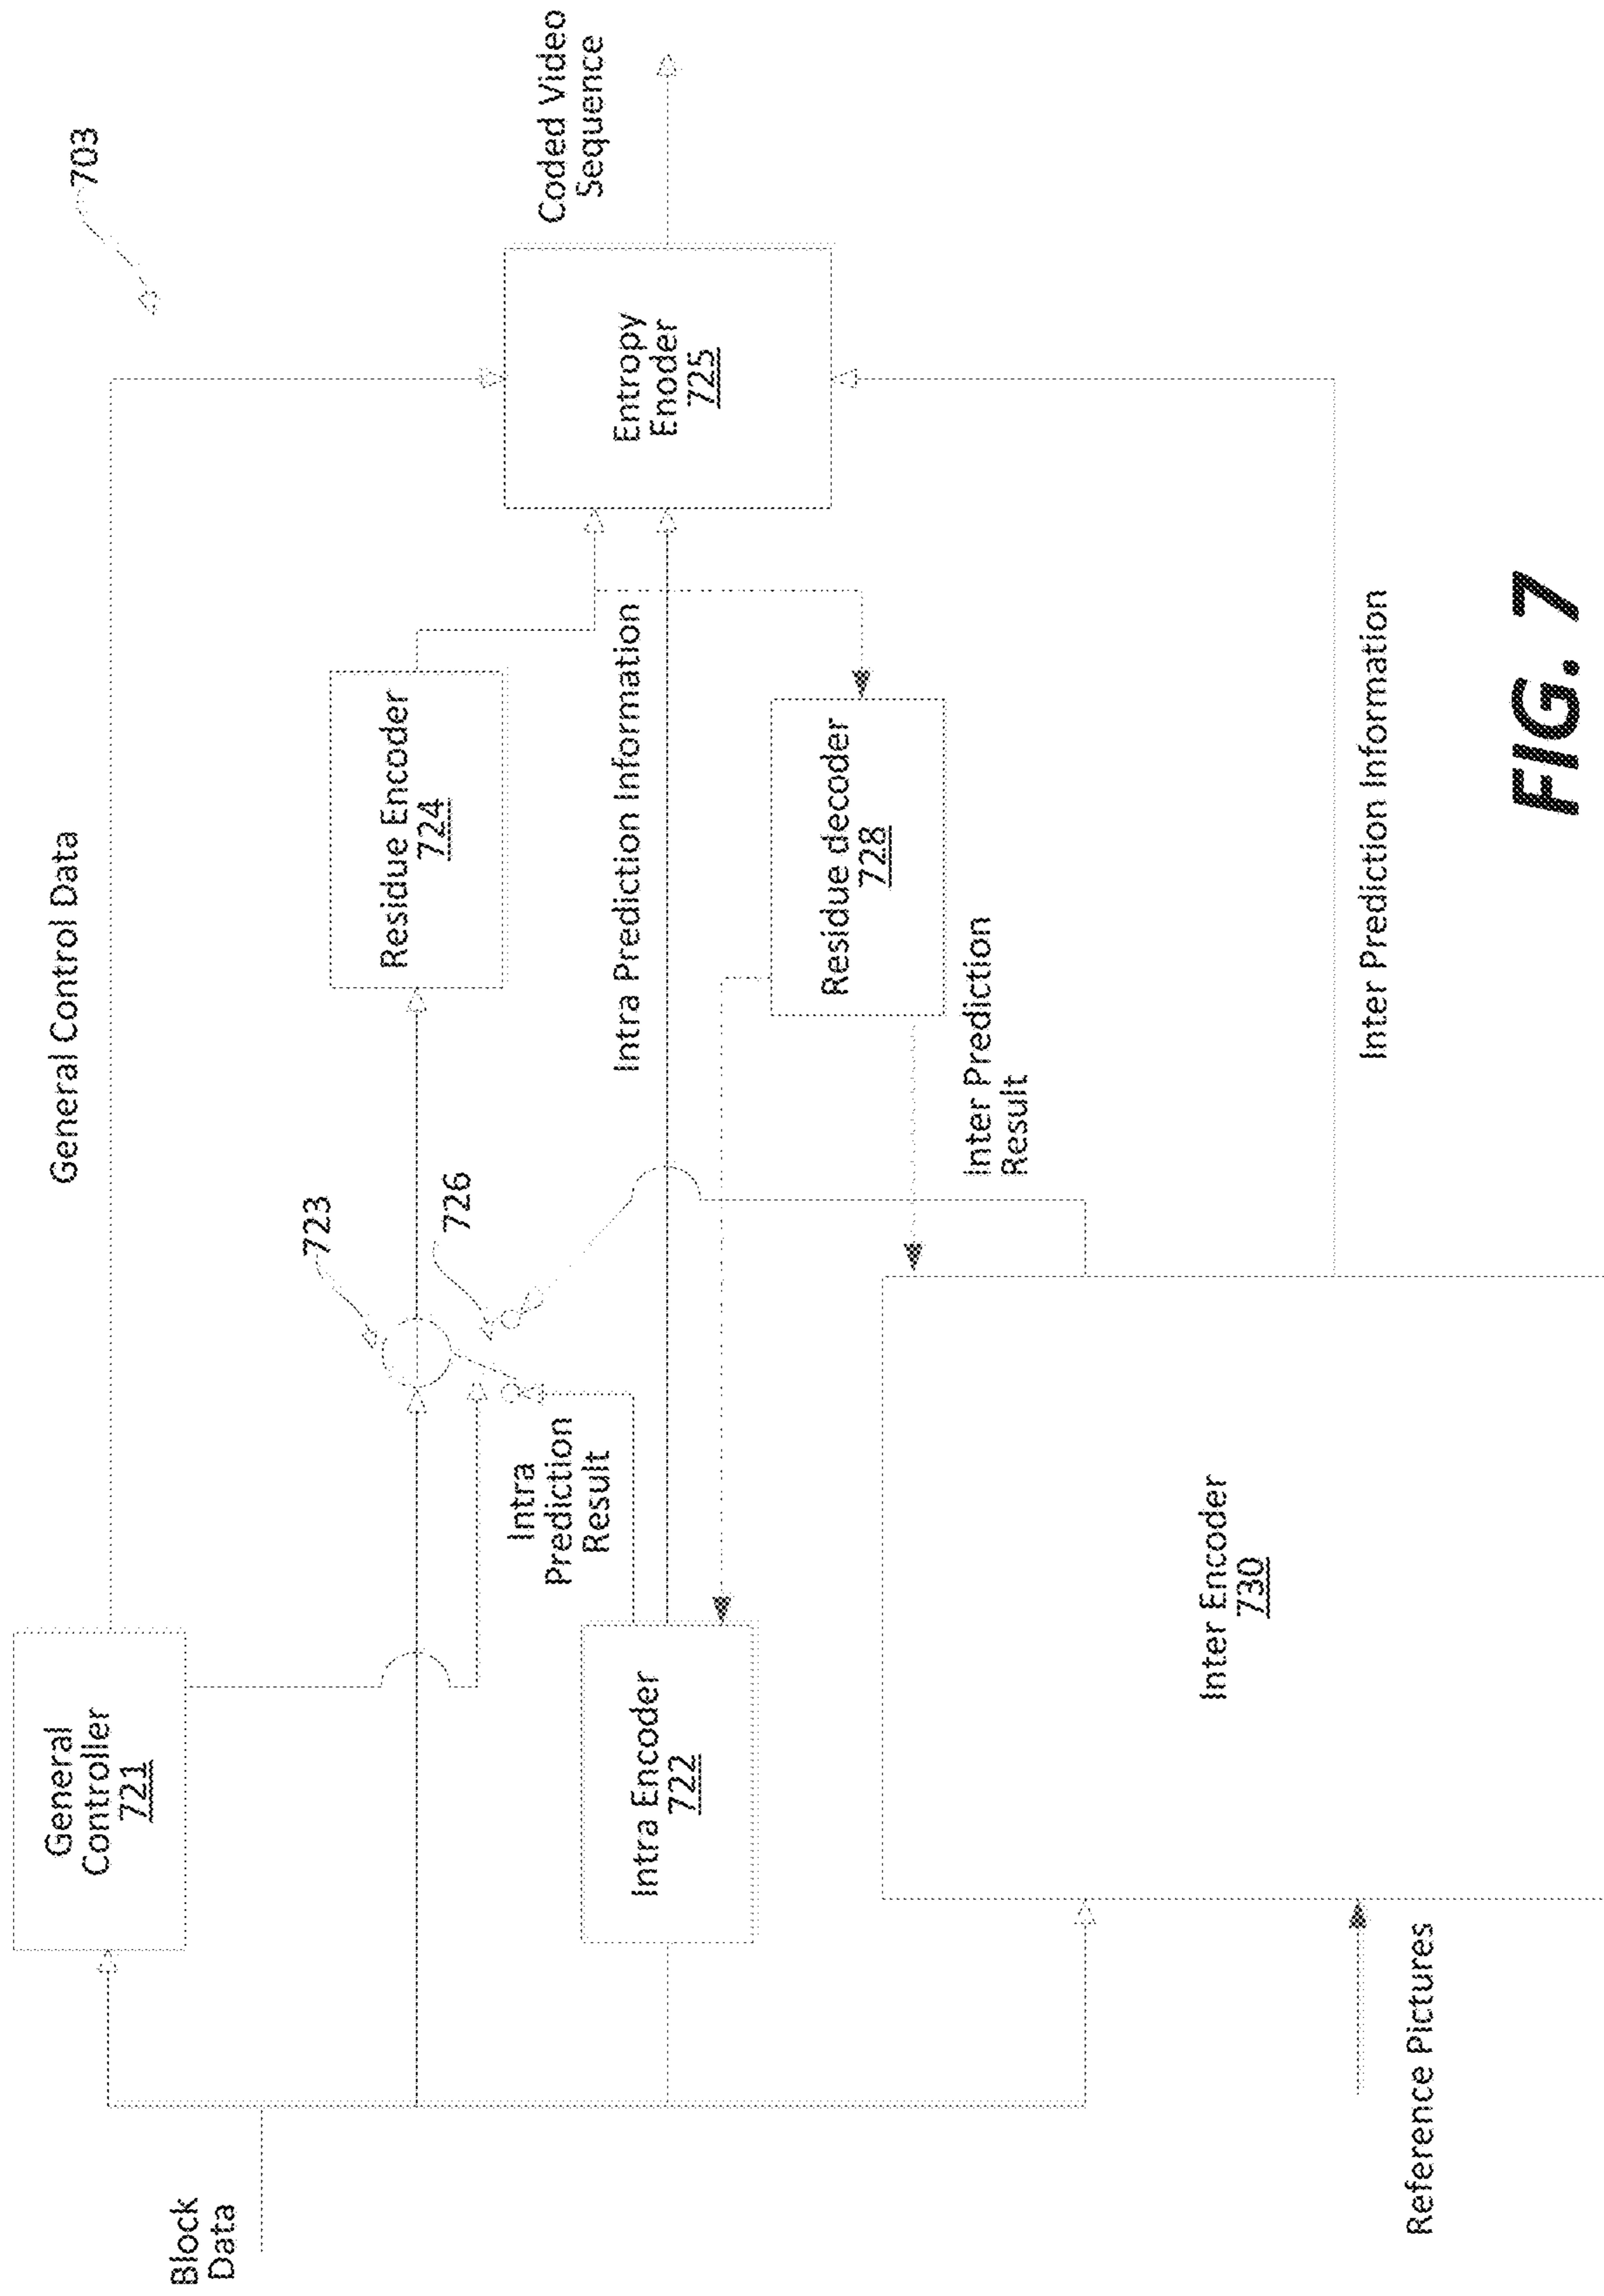 703
General Control Data
Coded Video
Sequence
General
Controller
721
723
Residue Encoder
724
726
Entropy
Enoder
725
Block
Data
Intra
Prediction
Result
Intra Prediction Information
Intra Encoder
722
Residue decoder
728
Inter Prediction
Result
Inter Encoder
730
Inter Prediction Information
Reference Pictures
FIG. 7